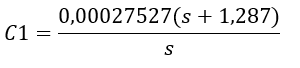 C1 = 0,00027527(s + 1,287) / s